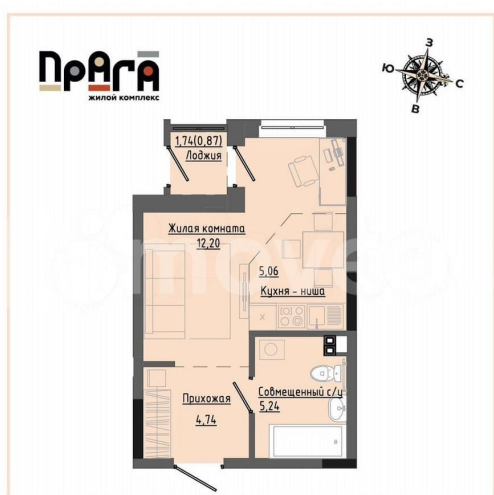 ПРАГА
ЖИЛОЙ КОМПЛЕКС
З
Ю
С
В
1,74(0,87)
Лоджия
Жилая комната
12,20
5,06
Кухня - ниша
Прихожая
4,74
Совмещенный с/у
5,24
move